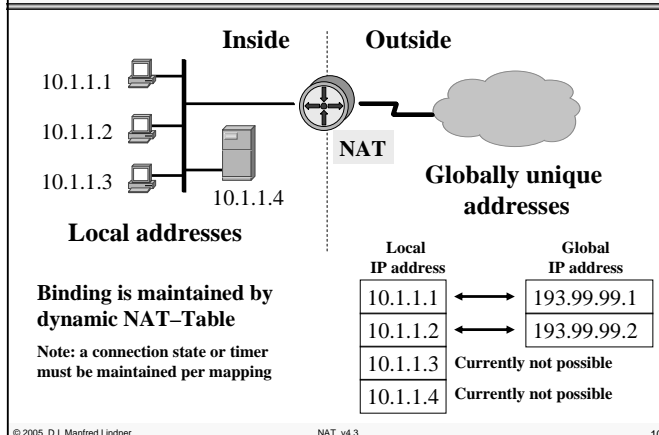 Inside
Outside
10.1.1.1
10.1.1.2
NAT
10.1.1.3
10.1.1.4
Globally unique
addresses
Local addresses
Local
IP address
Global
IP address
Binding is maintained by
dynamic NAT–Table
Note: a connection state or timer
must be maintained per mapping
10.1.1.1
193.99.99.1
10.1.1.2
193.99.99.2
10.1.1.3
Currently not possible
10.1.1.4
Currently not possible
© 2005, D.I. Manfred Lindner
NAT, v4.3
10